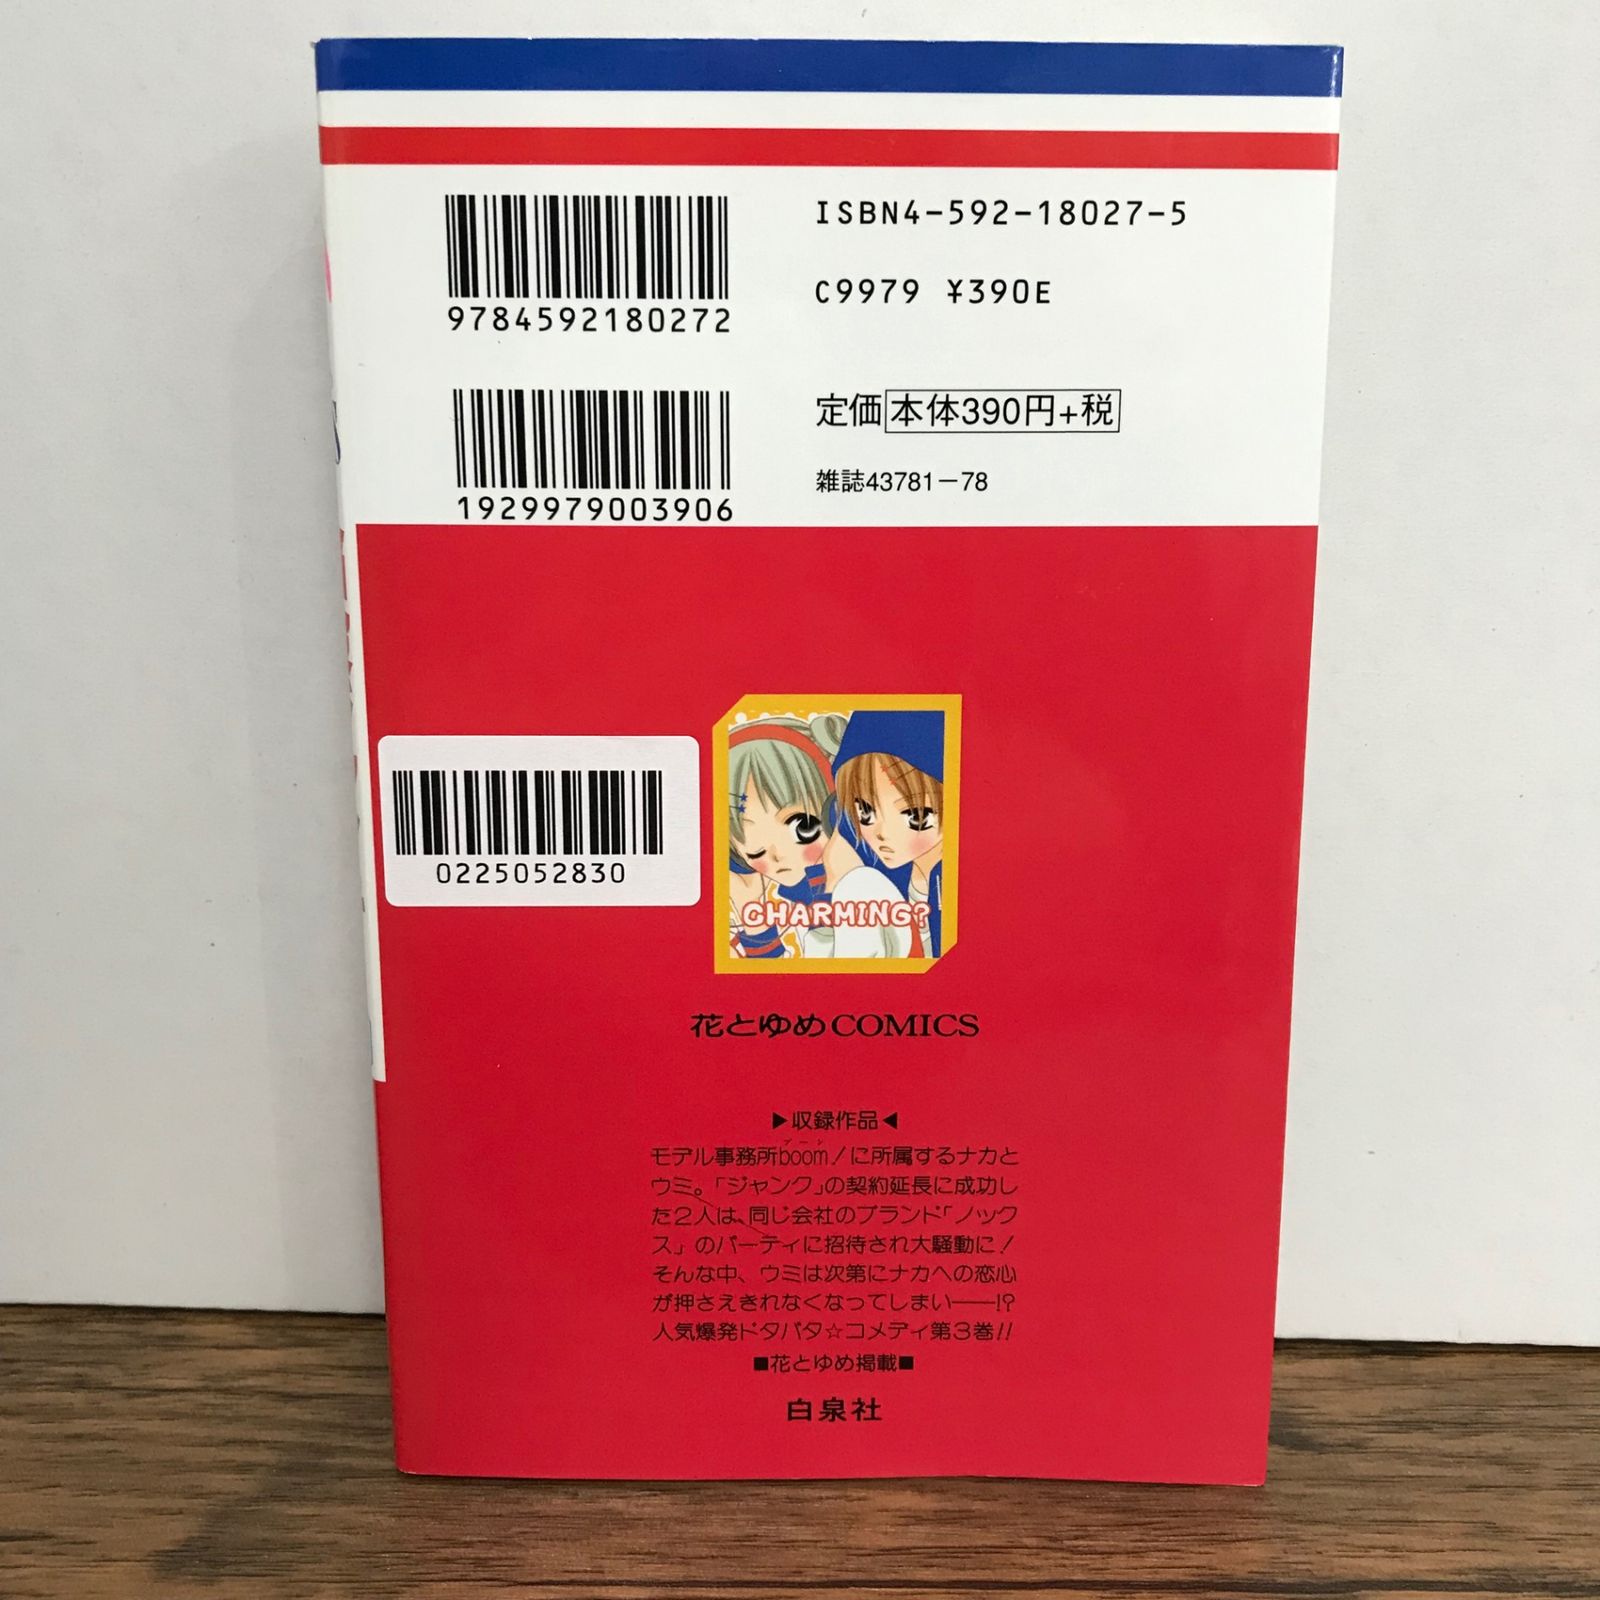 ISBN4-592-18027-5
9784592180272
C9979 ¥390E
定価 本体390円+税
1929979003906
雑誌43781-78
0225052830
CHARMING?
花とゆめCOMICS
▶収録作品◀
ブーン
モデル事務所boom!に所属するナカと
ウミ。「ジャンク」の契約延長に成功し
た2人は、同じ会社のブランド「ノック
ス」のパーティに招待され大騒動に!
そんな中、ウミは次第にナカへの恋心
が押さえきれなくなってしまい――!?
人気爆発ドタバタ☆コメディ第3巻!!
■花とゆめ掲載■
白泉社